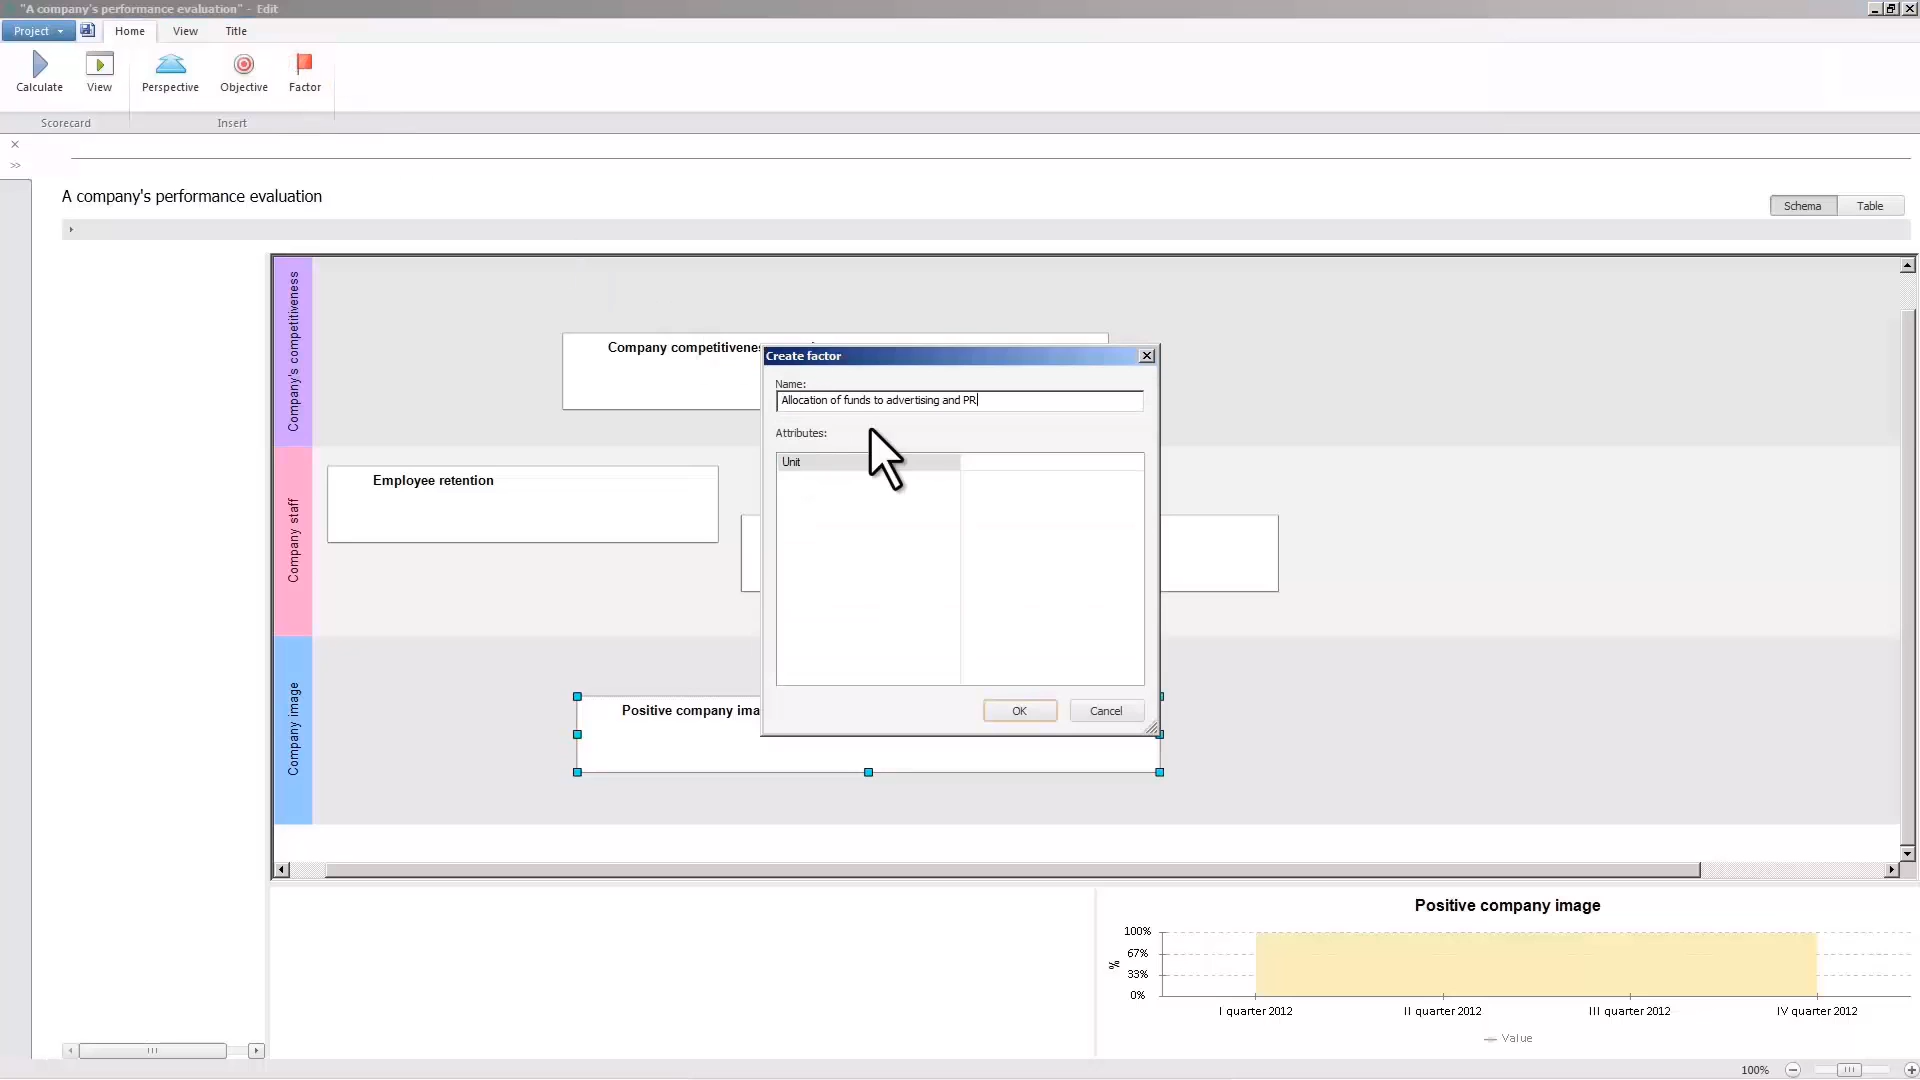 "A company's performance evaluation" - Edit
Project
Home
View
Title
Calculate
View
Perspective
Objective
Factor
Scorecard
Insert
A company's performance evaluation
Schema
Table
Company's competitiveness
Company competitivenes
Create factor
Name:
Allocation of funds to advertising and PR
Attributes:
Unit
Company staff
Employee retention
Company image
Positive company ima
OK
Cancel
Positive company image
100%
67%
33%
0%
%
I quarter 2012
II quarter 2012
III quarter 2012
IV quarter 2012
Value
100%